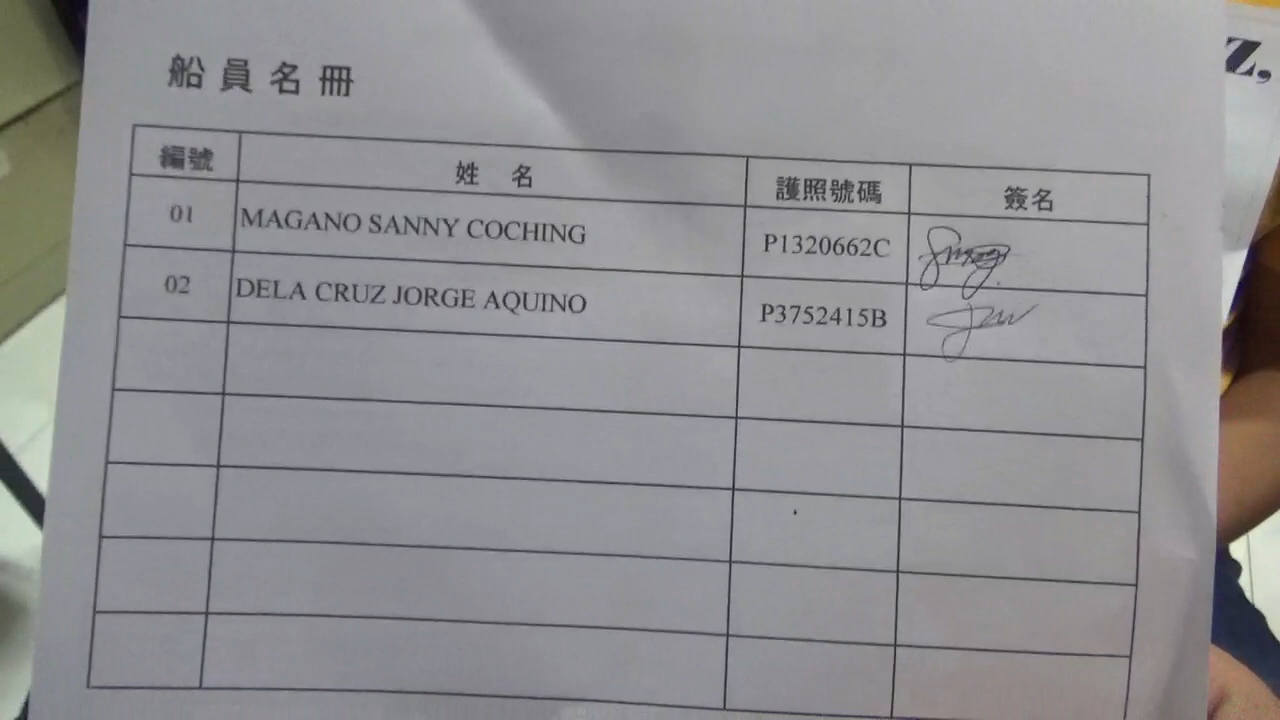 船員名冊
編號 姓 名 護照號碼 簽名
01 MAGANO SANNY COCHING P1320662C
02 DELA CRUZ JORGE AQUINO P3752415B
Z,